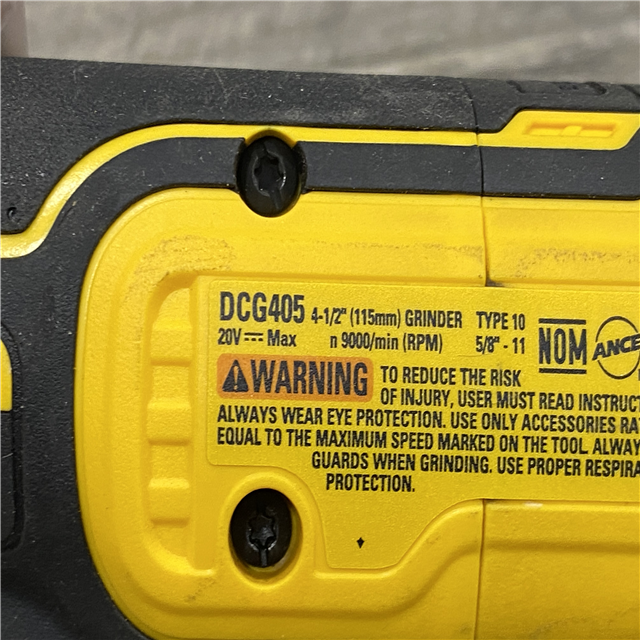 DCG405 4-1/2" (115mm) GRINDER TYPE 10
20V⎓ Max n 9000/min (RPM) 5/8" - 11
NOM ANCE
⚠WARNING TO REDUCE THE RISK
OF INJURY, USER MUST READ
ALWAYS WEAR EYE PROTECTION. USE ONLY ACCESSORIES
EQUAL TO THE MAXIMUM SPEED MARKED ON THE TOOL.
GUARDS WHEN GRINDING. USE PROPER
PROTECTION.